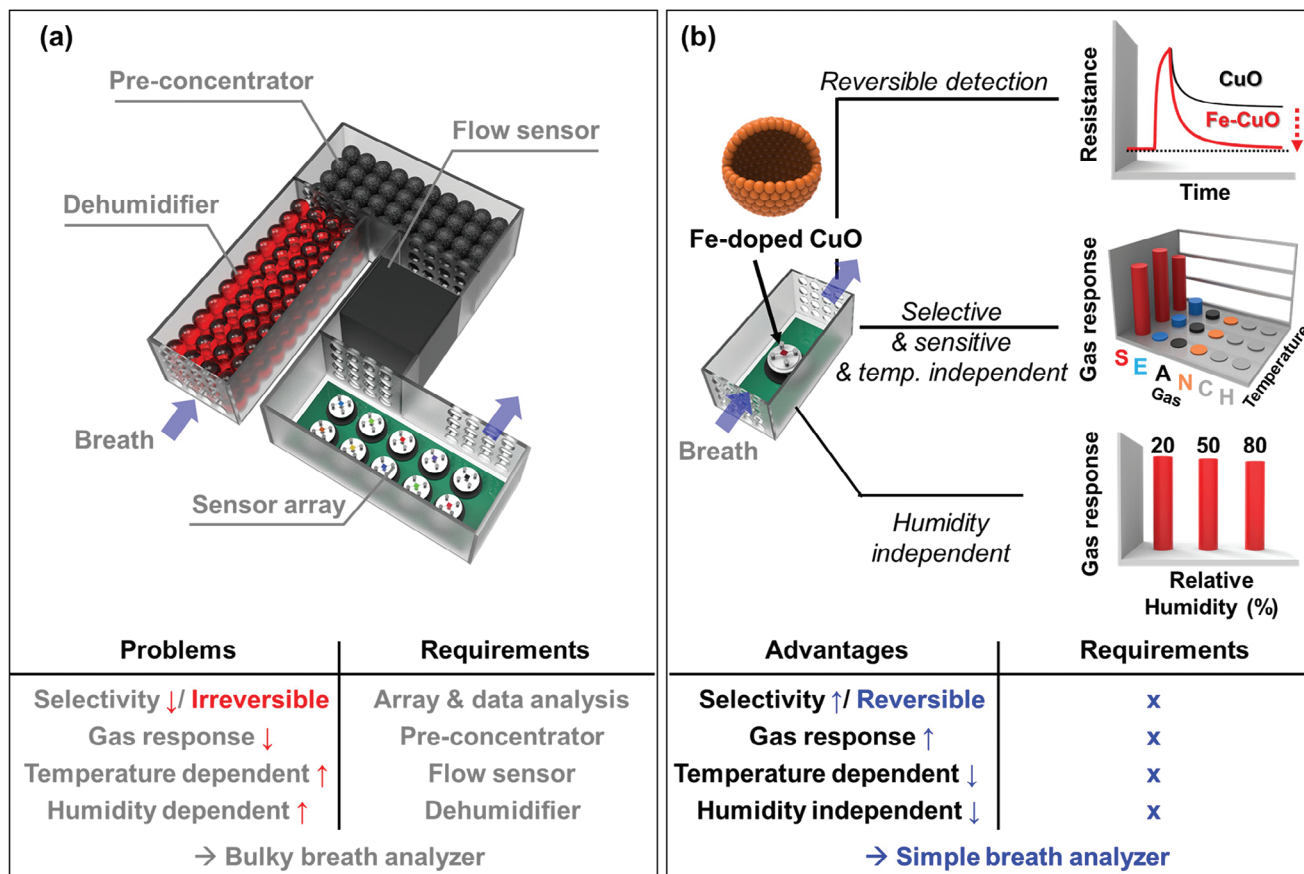 (a)
Pre-concentrator
Flow sensor
Dehumidifier
Breath
Sensor array
Problems Requirements
Selectivity ↓/ Irreversible Array & data analysis
Gas response ↓ Pre-concentrator
Temperature dependent ↑ Flow sensor
Humidity dependent ↑ Dehumidifier
→ Bulky breath analyzer
(b)
Reversible detection
Resistance
CuO
Fe-CuO
Time
Fe-doped CuO
Selective
& sensitive
& temp. independent
Gas response
S E A N C H
Gas
Temperature
Breath
Humidity
independent
Gas response
20 50 80
Relative
Humidity (%)
Advantages Requirements
Selectivity ↑/ Reversible x
Gas response ↑ x
Temperature dependent ↓ x
Humidity independent ↓ x
→ Simple breath analyzer